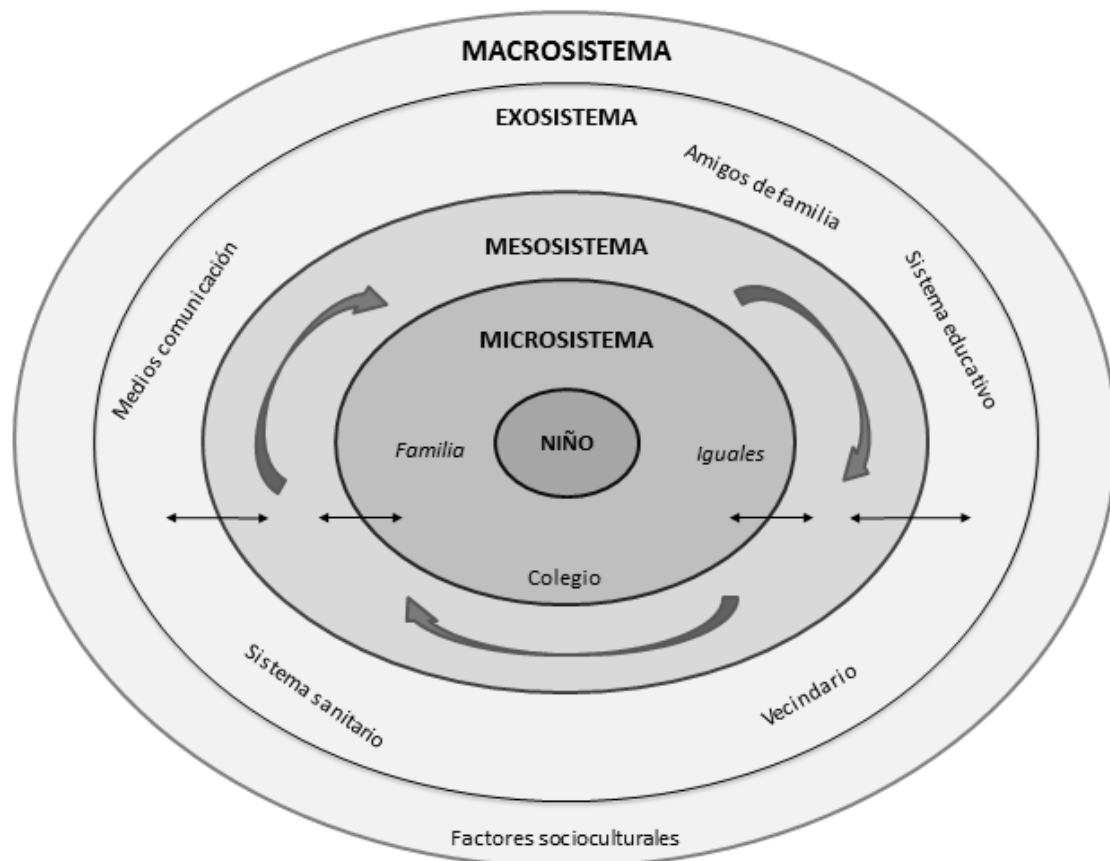 MACROSISTEMA
EXOSISTEMA
Amigos de familia
MESOSISTEMA
Medios comunicación
Sistema educativo
MICROSISTEMA
NIÑO
Familia
Iguales
Colegio
Sistema sanitario
Vecindario
Factores socioculturales